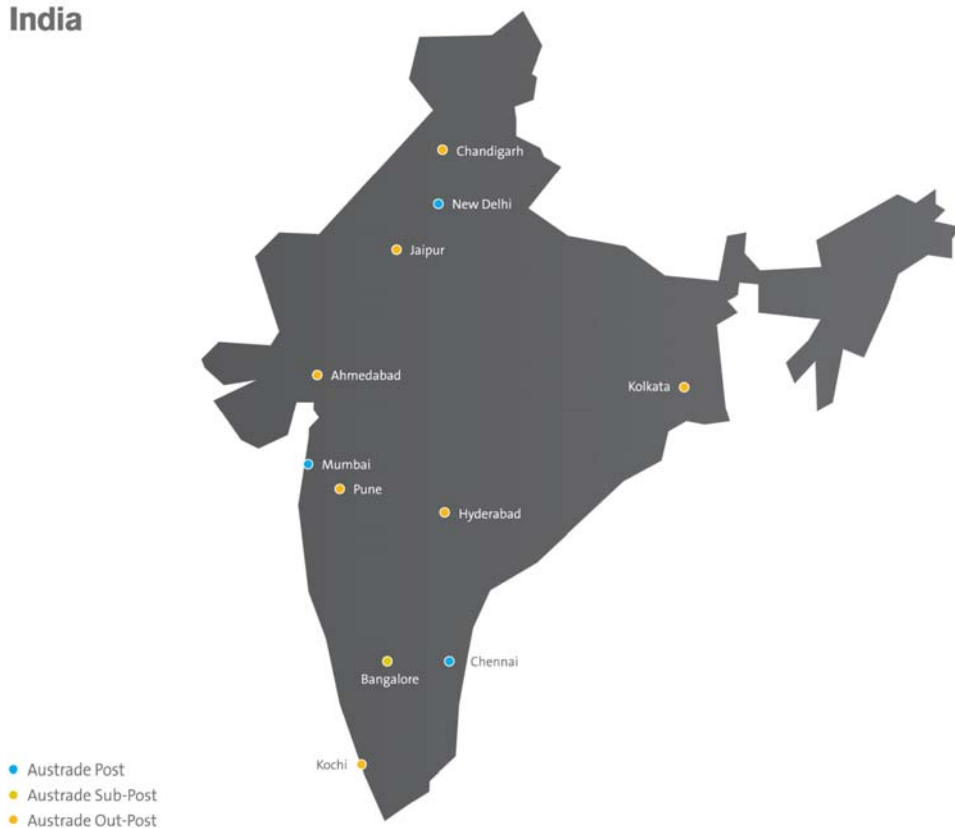 India
Chandigarh
New Delhi
Jaipur
Ahmedabad
Kolkata
Mumbai
Pune
Hyderabad
Chennai
Bangalore
Kochi
Austrade Post
Austrade Sub-Post
Austrade Out-Post